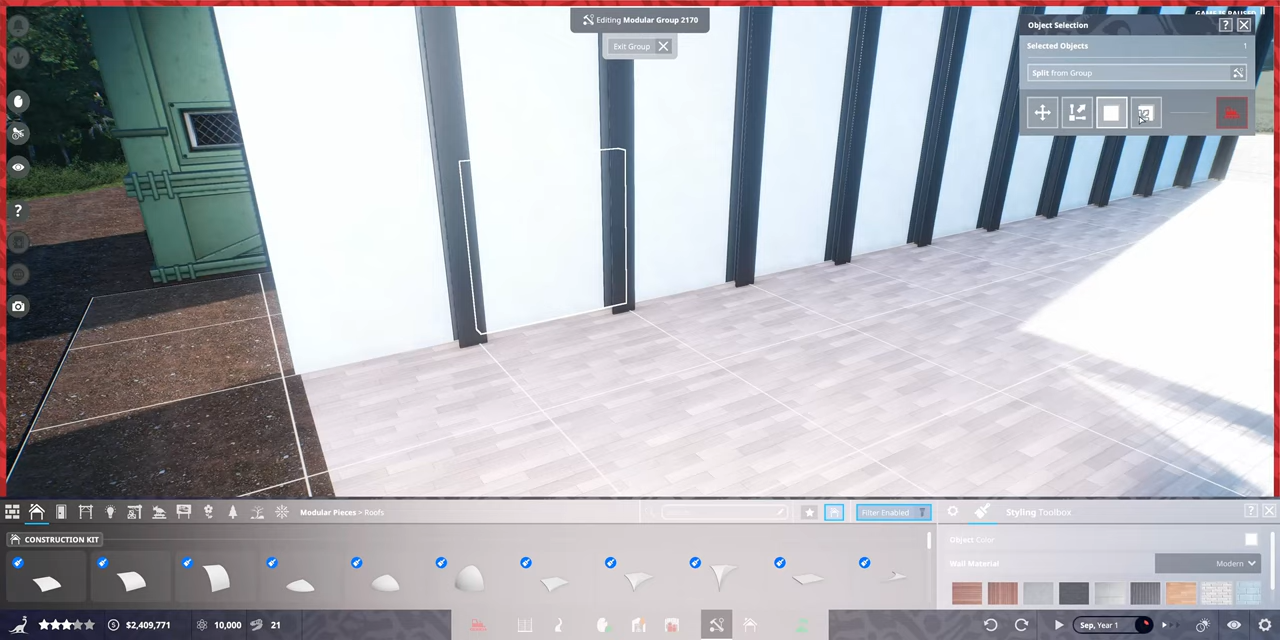 Editing Modular Group 2170
Exit Group
GAME IS PAUSED
Object Selection
?
Selected Objects 1
Split from Group
?
Modular Pieces > Roofs
Filter Enabled
Styling Toolbox
?
CONSTRUCTION KIT
Object Color
Wall Material
Modern
$2,409,771
10,000
21
Sep, Year 1